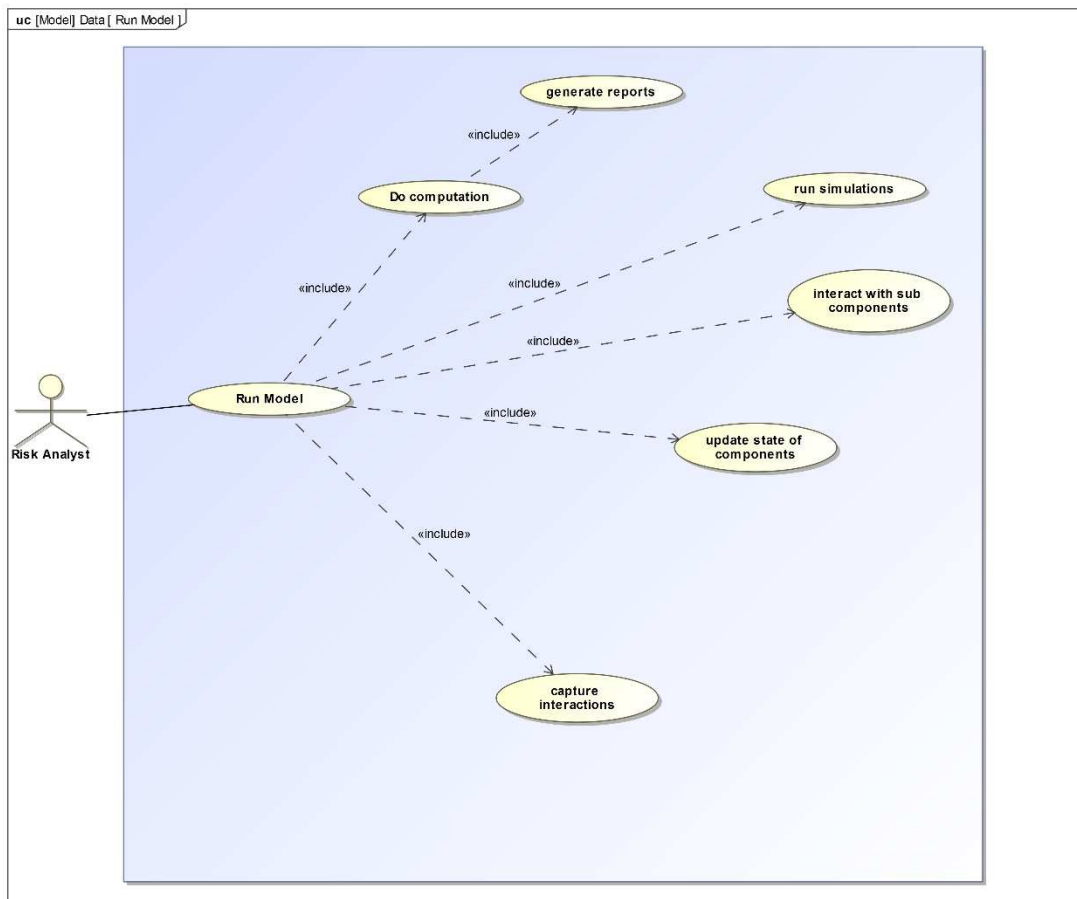 uc [Model] Data [ Run Model ]
generate reports
«include»
Do computation
run simulations
«include»
«include»
interact with sub
components
«include»
Run Model
«include»
update state of
components
Risk Analyst
«include»
capture
interactions